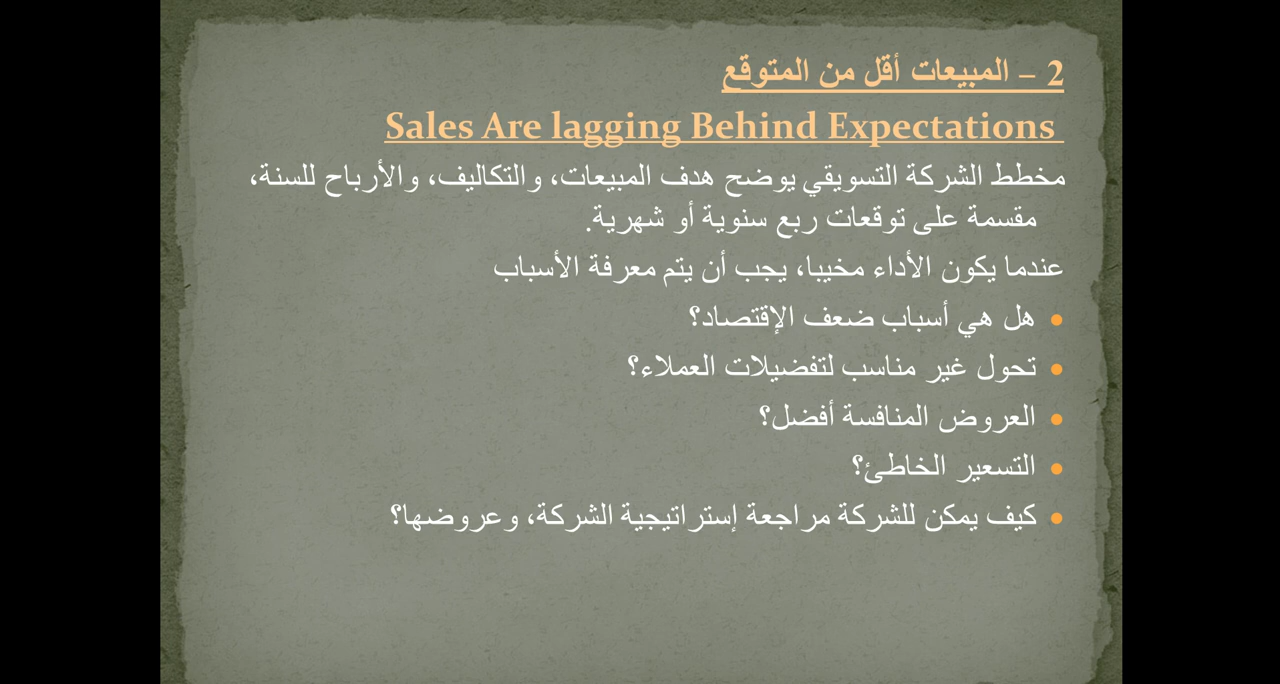 2 – المبيعات أقل من المتوقع
Sales Are lagging Behind Expectations
مخطط الشركة التسويقي يوضح هدف المبيعات، والتكاليف، والأرباح للسنة،
مقسمة على توقعات ربع سنوية أو شهرية.
عندما يكون الأداء مخيبا، يجب أن يتم معرفة الأسباب
• هل هي أسباب ضعف الإقتصاد؟
• تحول غير مناسب لتفضيلات العملاء؟
• العروض المنافسة أفضل؟
• التسعير الخاطئ؟
• كيف يمكن للشركة مراجعة إستراتيجية الشركة، وعروضها؟